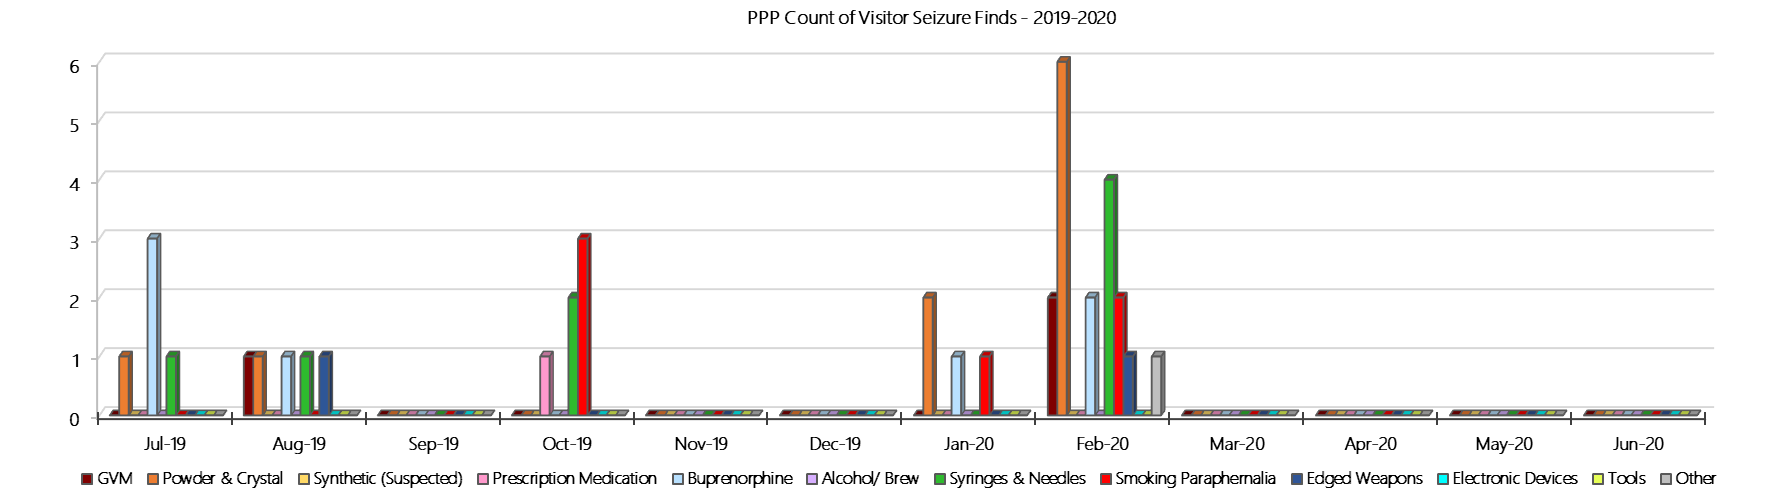 PPP Count of Visitor Seizure Finds - 2019-2020
6
5
4
3
2
1
0
Jul-19 Aug-19 Sep-19 Oct-19 Nov-19 Dec-19 Jan-20 Feb-20 Mar-20 Apr-20 May-20 Jun-20
GVM Powder & Crystal Synthetic (Suspected) Prescription Medication Buprenorphine Alcohol/ Brew Syringes & Needles Smoking Paraphernalia Edged Weapons Electronic Devices Tools Other